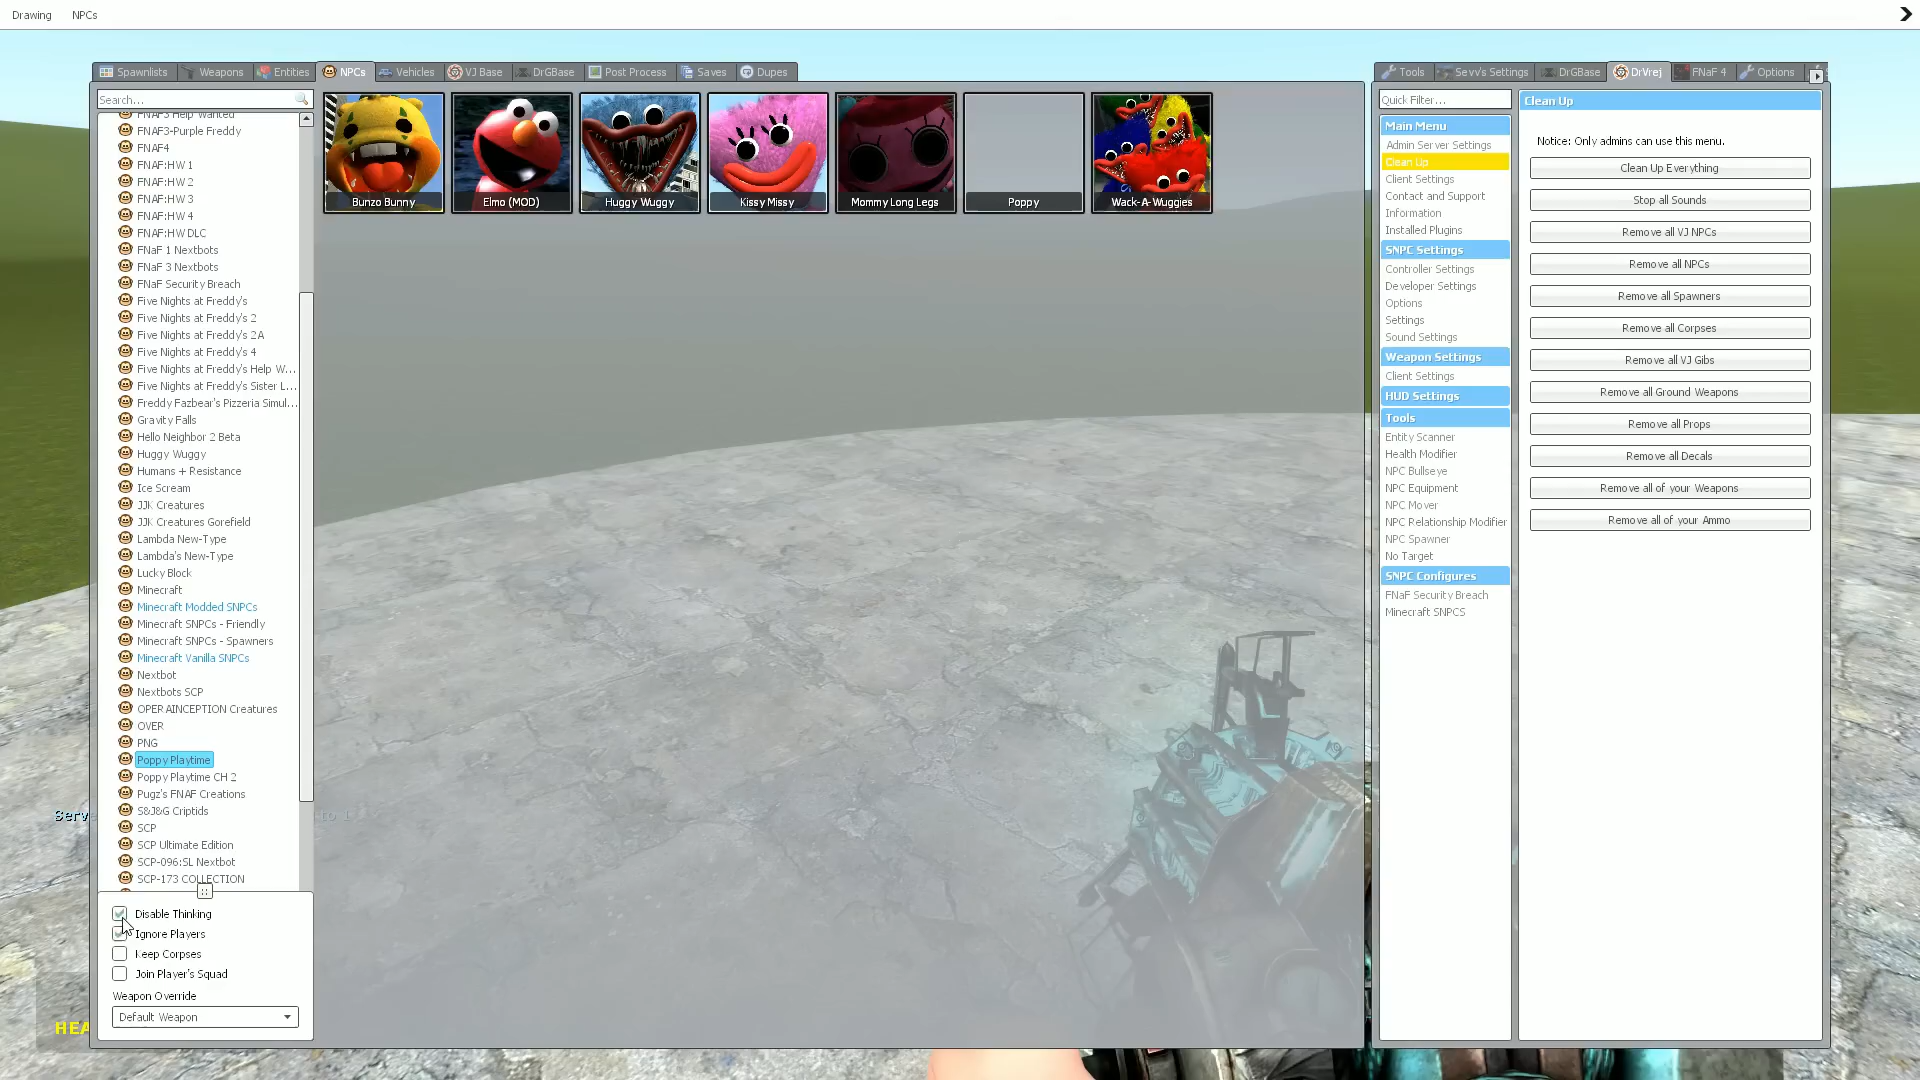 Drawing NPCs
Spawnlists Weapons Entities NPCs Vehicles VJ Base DrGBase Post Process Saves Dupes
Search...
FNAF3 Help Wanted
FNAF3-Purple Freddy
FNAF4
FNAF:HW 1
FNAF:HW 2
FNAF:HW 3
FNAF:HW 4
FNAF:HW DLC
FNaF 1 Nextbots
FNaF 3 Nextbots
FNaF Security Breach
Five Nights at Freddy's
Five Nights at Freddy's 2
Five Nights at Freddy's 2A
Five Nights at Freddy's 4
Five Nights at Freddy's Help W...
Five Nights at Freddy's Sister L...
Freddy Fazbear's Pizzeria Simul...
Gravity Falls
Hello Neighbor 2 Beta
Huggy Wuggy
Humans + Resistance
Ice Scream
JJK Creatures
JJK Creatures Gorefield
Lambda New-Type
Lambda's New-Type
Lucky Block
Minecraft
Minecraft Modded SNPCs
Minecraft SNPCs - Friendly
Minecraft SNPCs - Spawners
Minecraft Vanilla SNPCs
Nextbot
Nextbots SCP
OPERAINCEPTION Creatures
OVER
PNG
Poppy Playtime
Poppy Playtime CH 2
Pugz's FNAF Creations
S&J&G Criptids
SCP
SCP Ultimate Edition
SCP-096:SL Nextbot
SCP-173 COLLECTION
Disable Thinking
Ignore Players
Keep Corpses
Join Player's Squad
Weapon Override
Default Weapon
Bunzo Bunny Elmo (MOD) Huggy Wuggy Kissy Missy Mommy Long Legs Poppy Wack-A-Wuggies
Serve
to 1
HEA
Tools Sevv's Settings DrGBase DrVrej FNaF 4 Options
Quick Filter...
Main Menu
Admin Server Settings
Clean Up
Client Settings
Contact and Support
Information
Installed Plugins
SNPC Settings
Controller Settings
Developer Settings
Options
Settings
Sound Settings
Weapon Settings
Client Settings
HUD Settings
Tools
Entity Scanner
Health Modifier
NPC Bullseye
NPC Equipment
NPC Mover
NPC Relationship Modifier
NPC Spawner
No Target
SNPC Configures
FNaF Security Breach
Minecraft SNPCS
Clean Up
Notice: Only admins can use this menu.
Clean Up Everything
Stop all Sounds
Remove all VJ NPCs
Remove all NPCs
Remove all Spawners
Remove all Corpses
Remove all VJ Gibs
Remove all Ground Weapons
Remove all Props
Remove all Decals
Remove all of your Weapons
Remove all of your Ammo